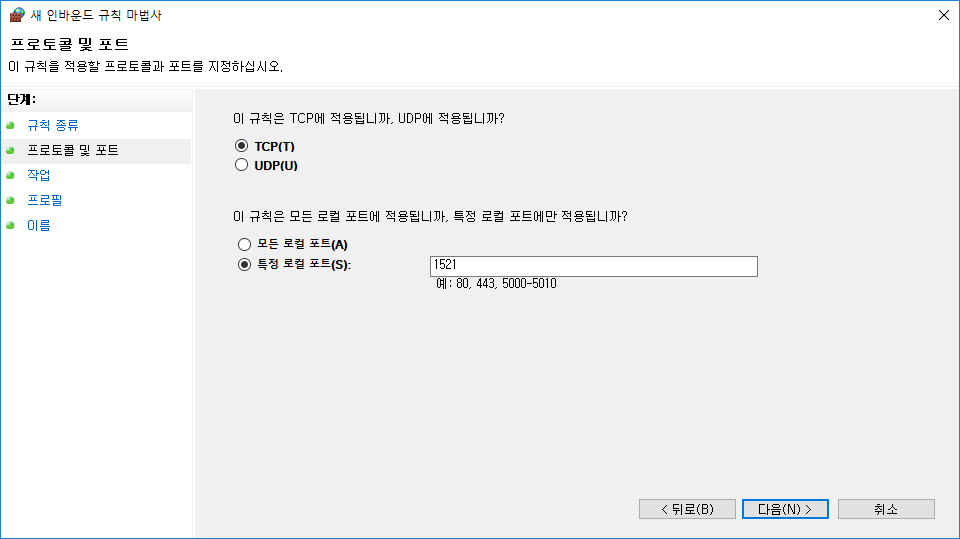 새 인바운드 규칙 마법사
프로토콜 및 포트
이 규칙을 적용할 프로토콜과 포트를 지정하십시오.
단계:
규칙 종류
프로토콜 및 포트
작업
프로필
이름
이 규칙은 TCP에 적용됩니까, UDP에 적용됩니까?
TCP(T)
UDP(U)
이 규칙은 모든 로컬 포트에 적용됩니까, 특정 로컬 포트에만 적용됩니까?
모든 로컬 포트(A)
특정 로컬 포트(S): 1521
예: 80, 443, 5000-5010
< 뒤로(B) 다음(N) > 취소